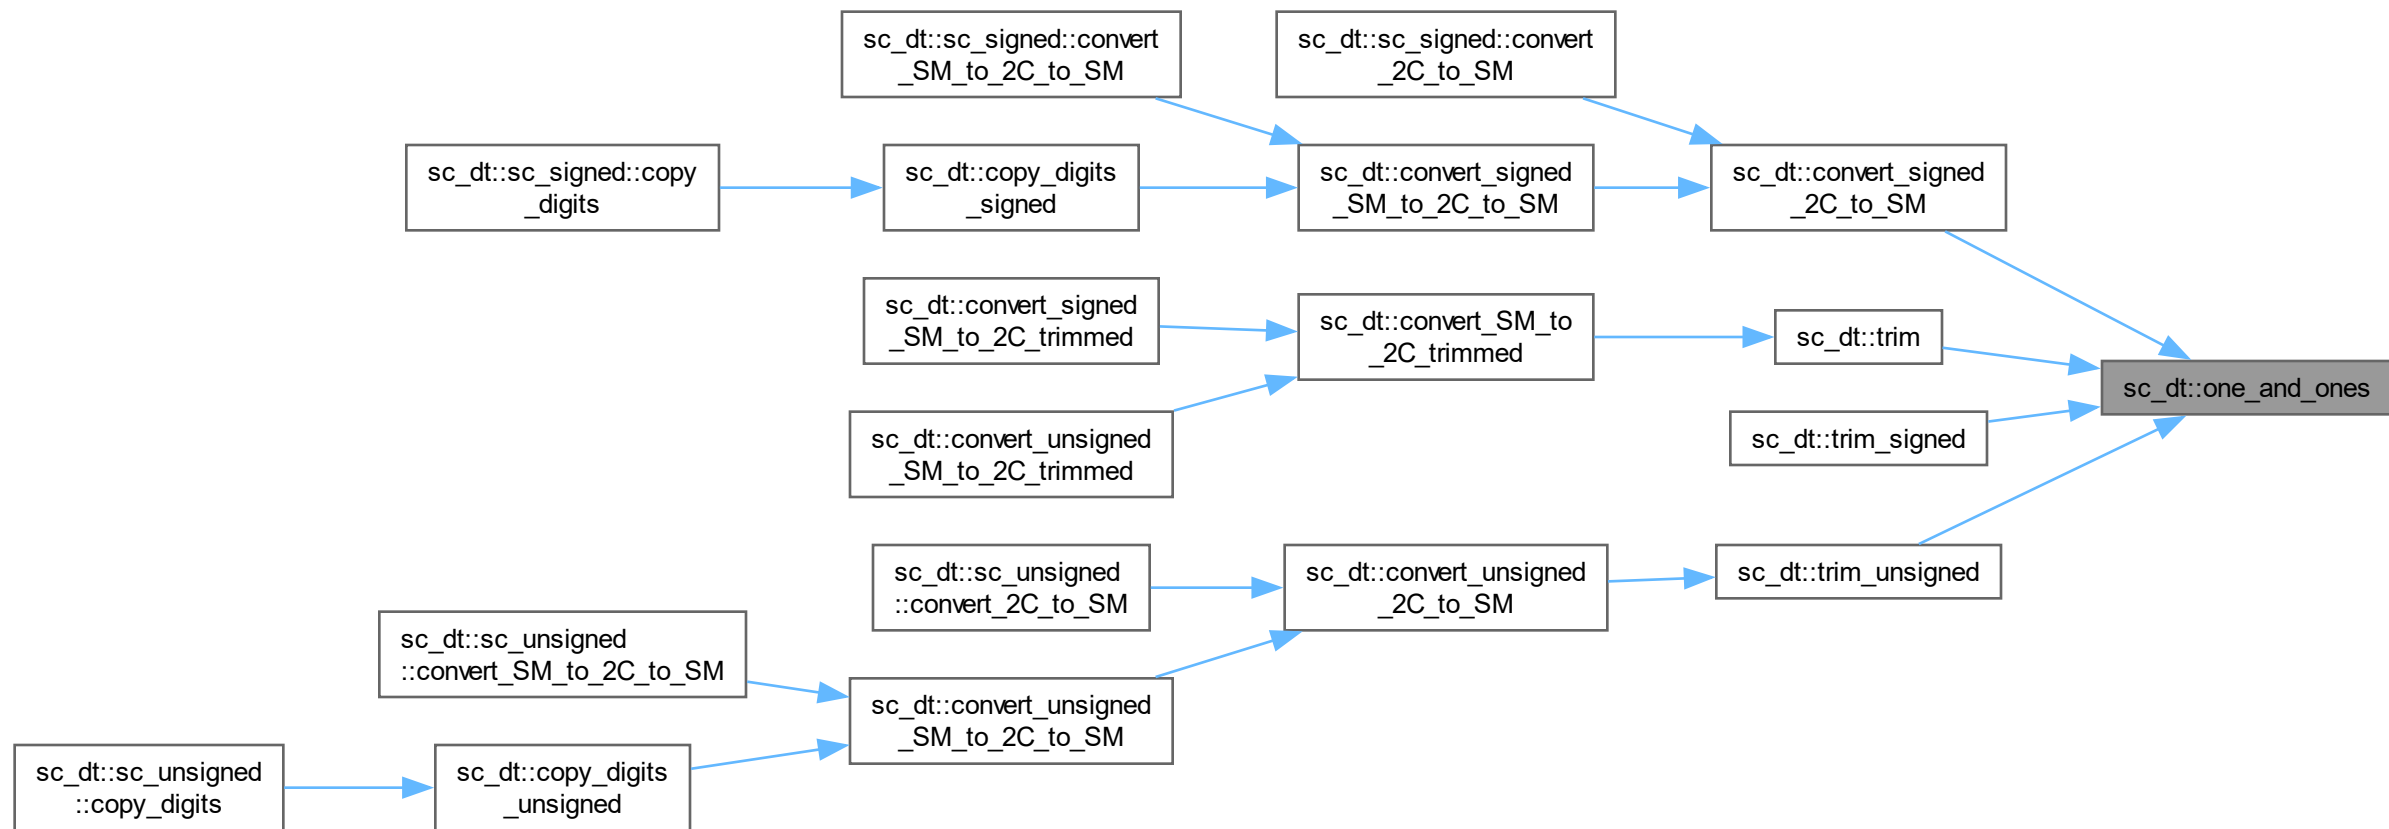 sc_dt::sc_signed::convert
_SM_to_2C_to_SM
sc_dt::sc_signed::convert
_2C_to_SM
sc_dt::sc_signed::copy
_digits
sc_dt::copy_digits
_signed
sc_dt::convert_signed
_SM_to_2C_to_SM
sc_dt::convert_signed
_2C_to_SM
sc_dt::convert_signed
_SM_to_2C_trimmed
sc_dt::convert_SM_to
_2C_trimmed
sc_dt::trim
sc_dt::one_and_ones
sc_dt::convert_unsigned
_SM_to_2C_trimmed
sc_dt::trim_signed
sc_dt::sc_unsigned
::convert_2C_to_SM
sc_dt::convert_unsigned
_2C_to_SM
sc_dt::trim_unsigned
sc_dt::sc_unsigned
::convert_SM_to_2C_to_SM
sc_dt::convert_unsigned
_SM_to_2C_to_SM
sc_dt::sc_unsigned
::copy_digits
sc_dt::copy_digits
_unsigned